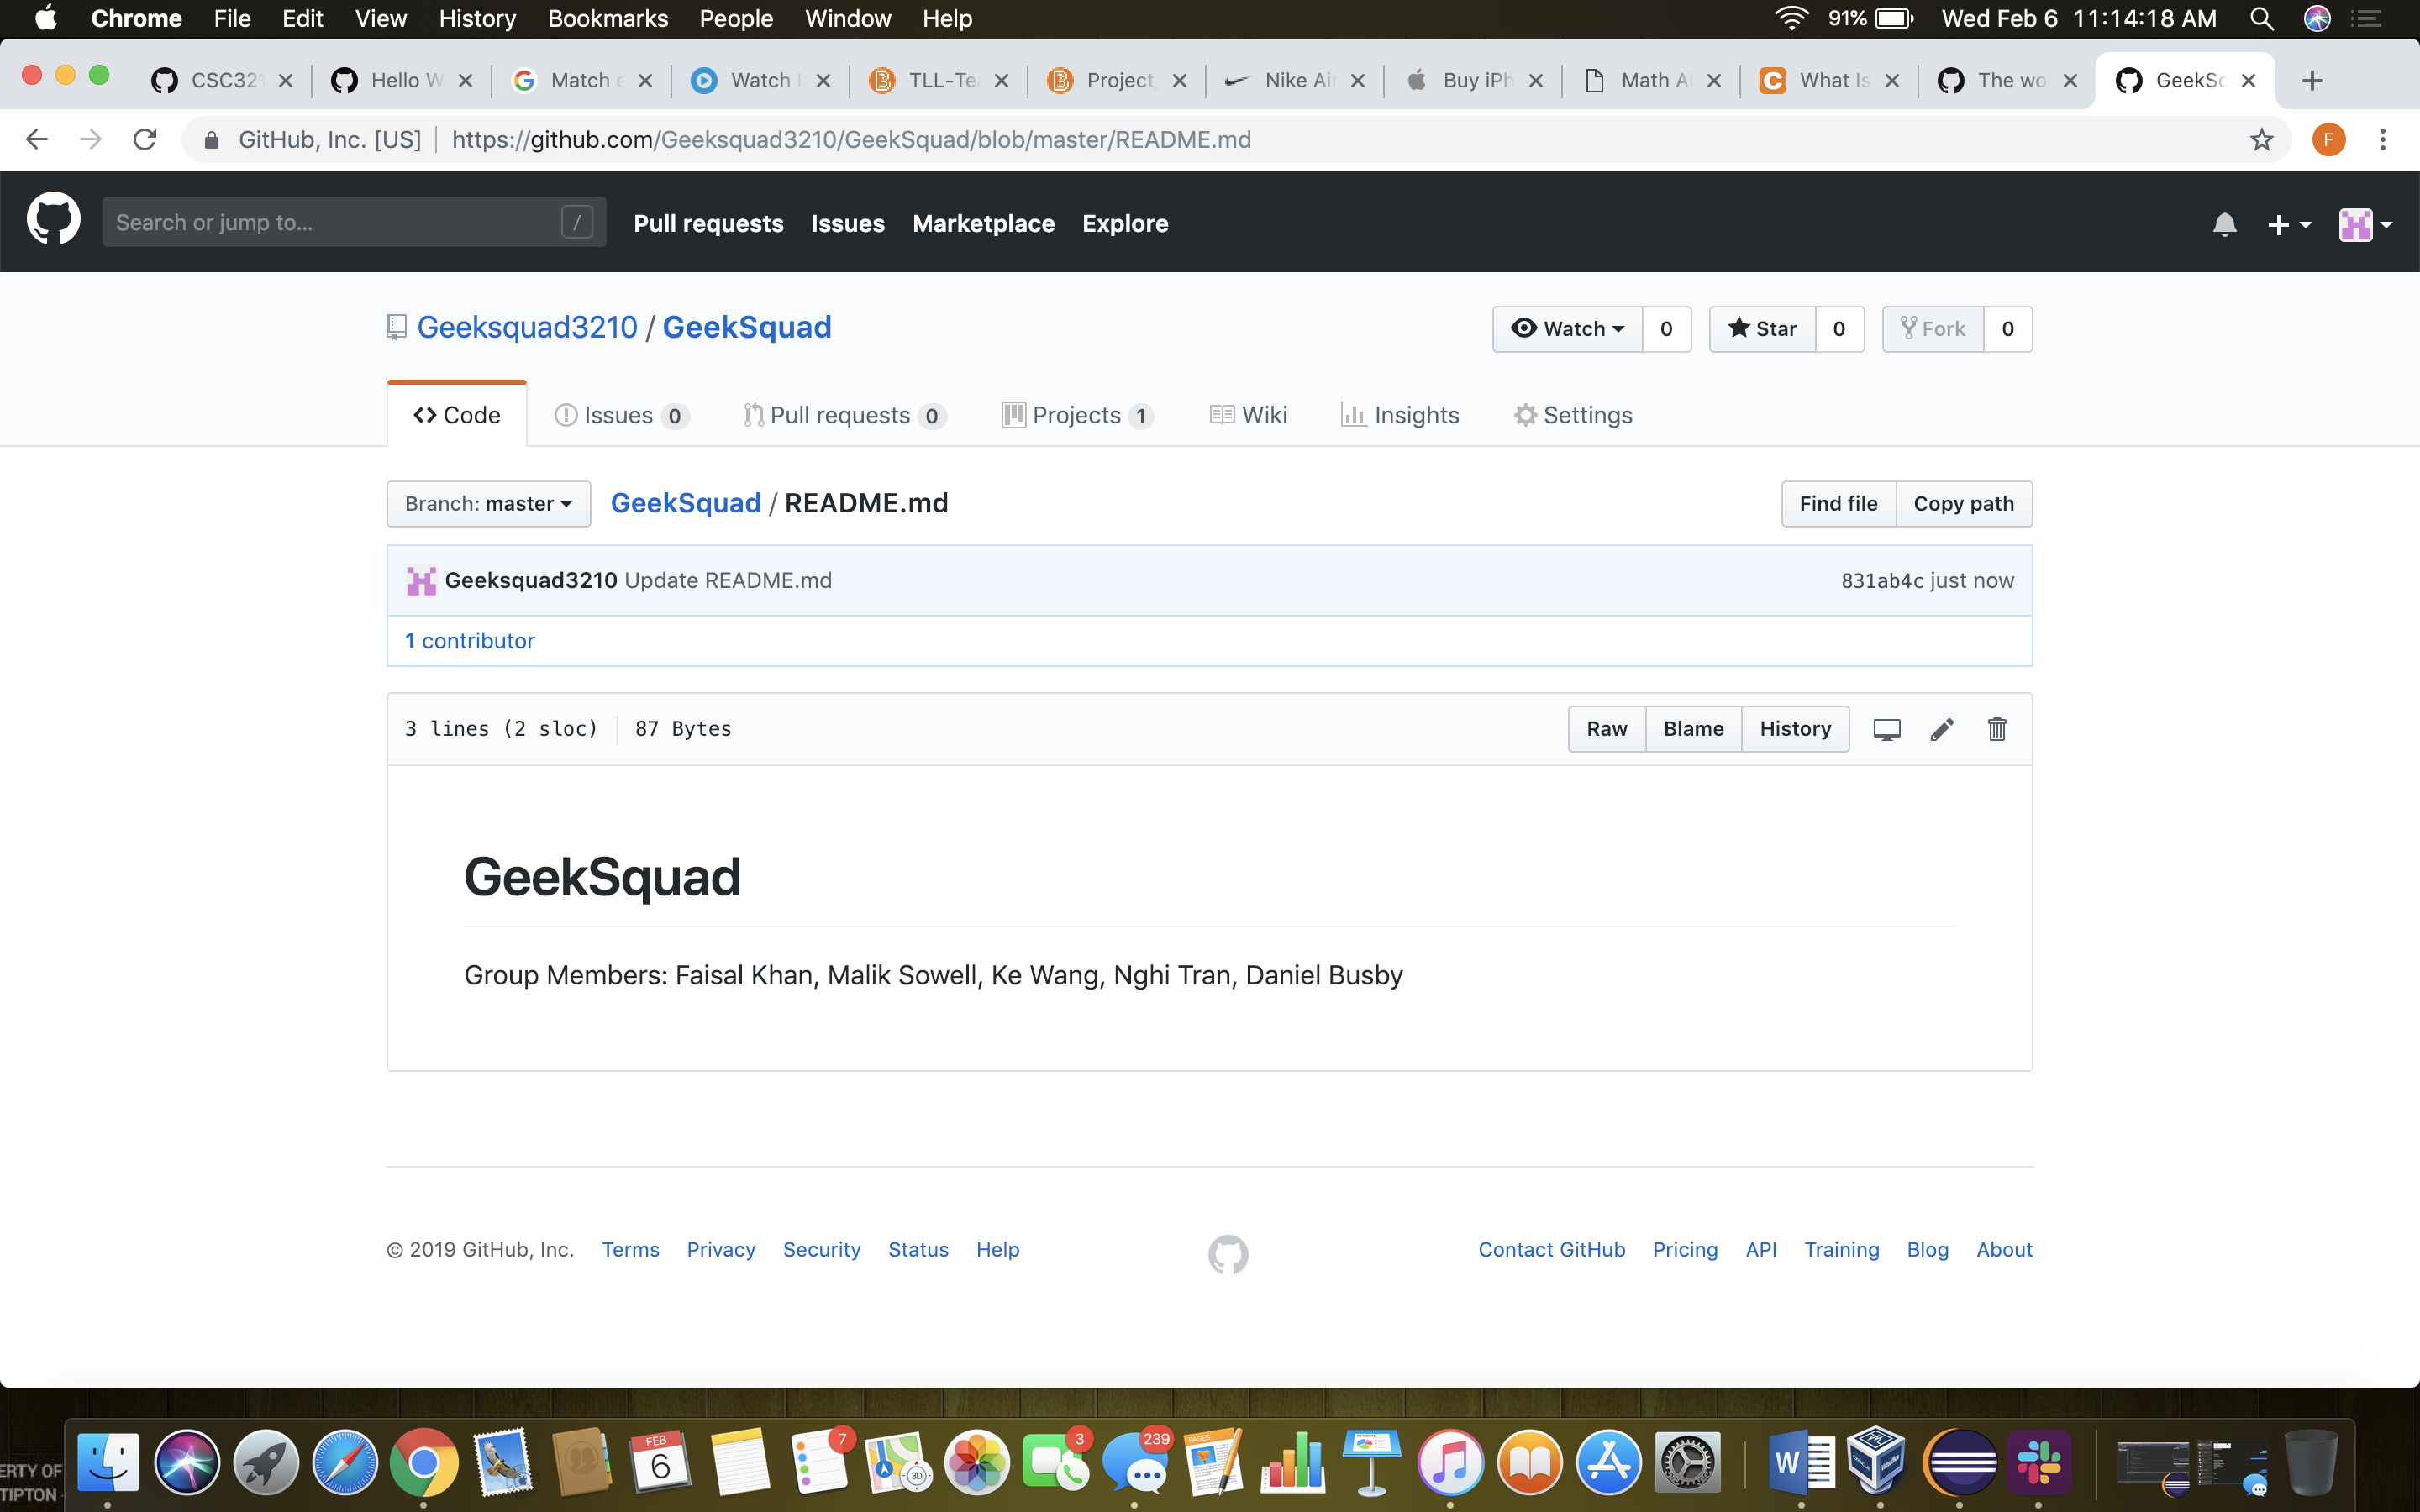 Chrome File Edit View History Bookmarks People Window Help 91% Wed Feb 6 11:14:18 AM
CSC321 Hello W Match e Watch F TLL-Te Project_ Nike Air Buy iPh Math Al What Is The wo GeekSc
GitHub, Inc. [US] https://github.com/Geeksquad3210/GeekSquad/blob/master/README.md F
Search or jump to... / Pull requests Issues Marketplace Explore
Geeksquad3210 / GeekSquad Watch 0 Star 0 Fork 0
Code Issues 0 Pull requests 0 Projects 1 Wiki Insights Settings
Branch: master GeekSquad / README.md Find file Copy path
Geeksquad3210 Update README.md 831ab4c just now
1 contributor
3 lines (2 sloc) 87 Bytes Raw Blame History
GeekSquad
Group Members: Faisal Khan, Malik Sowell, Ke Wang, Nghi Tran, Daniel Busby
© 2019 GitHub, Inc. Terms Privacy Security Status Help Contact GitHub Pricing API Training Blog About
FEB 7 3 239 PAGES
6 3D W
ERTY OF
TIPTON